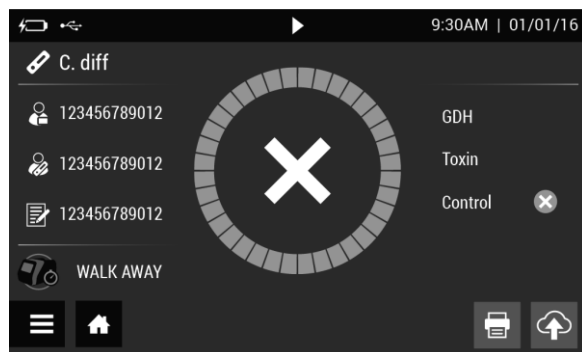 9:30AM | 01/01/16
C. diff
123456789012
123456789012
123456789012
WALK AWAY
GDH
Toxin
Control